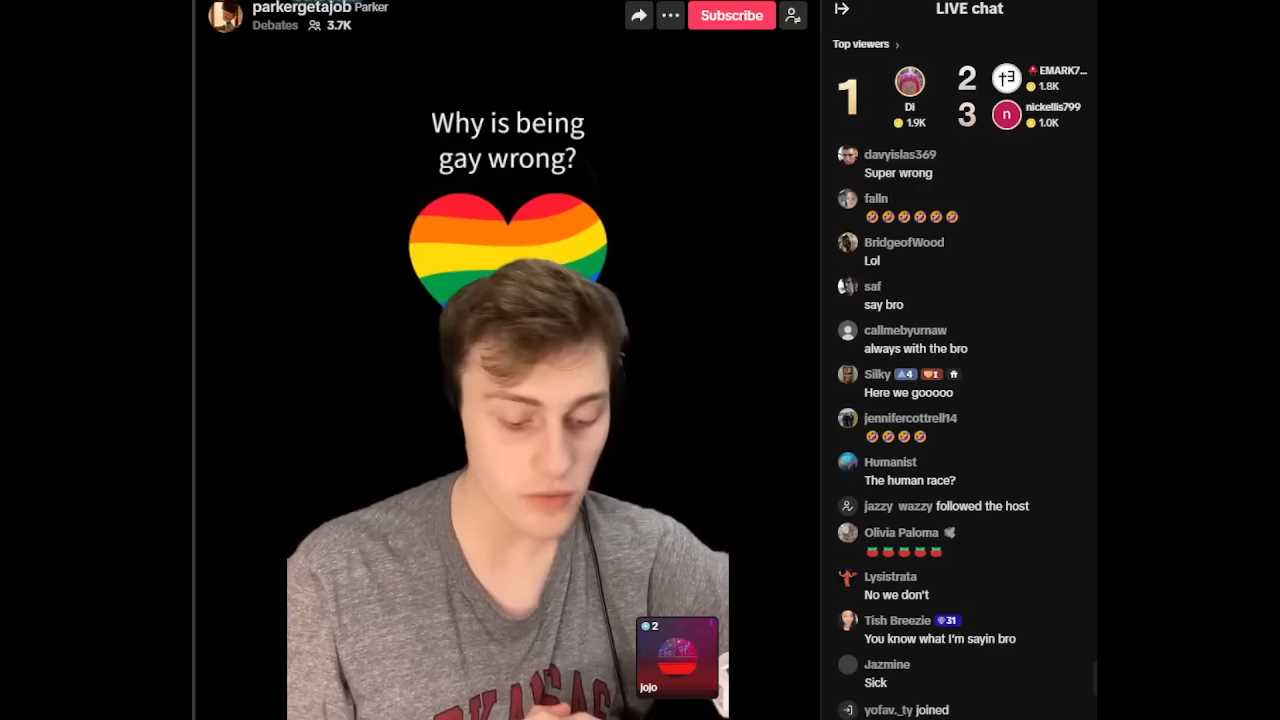 parkergetajob Parker
Debates 3.7K
Subscribe
Why is being
gay wrong?
2
jojo
LIVE chat
Top viewers
1
Di
1.9K
2
EMARK7...
1.8K
3
n
nickellis799
1.0K
davyislas369
Super wrong
falln
BridgeofWood
Lol
saf
say bro
callmebyurnaw
always with the bro
Silky 4 1
Here we gooooo
jennifercottrell14
Humanist
The human race?
jazzy wazzy followed the host
Olivia Paloma
Lysistrata
No we don't
Tish Breezie 31
You know what I'm sayin bro
Jazmine
Sick
yofav._ty joined